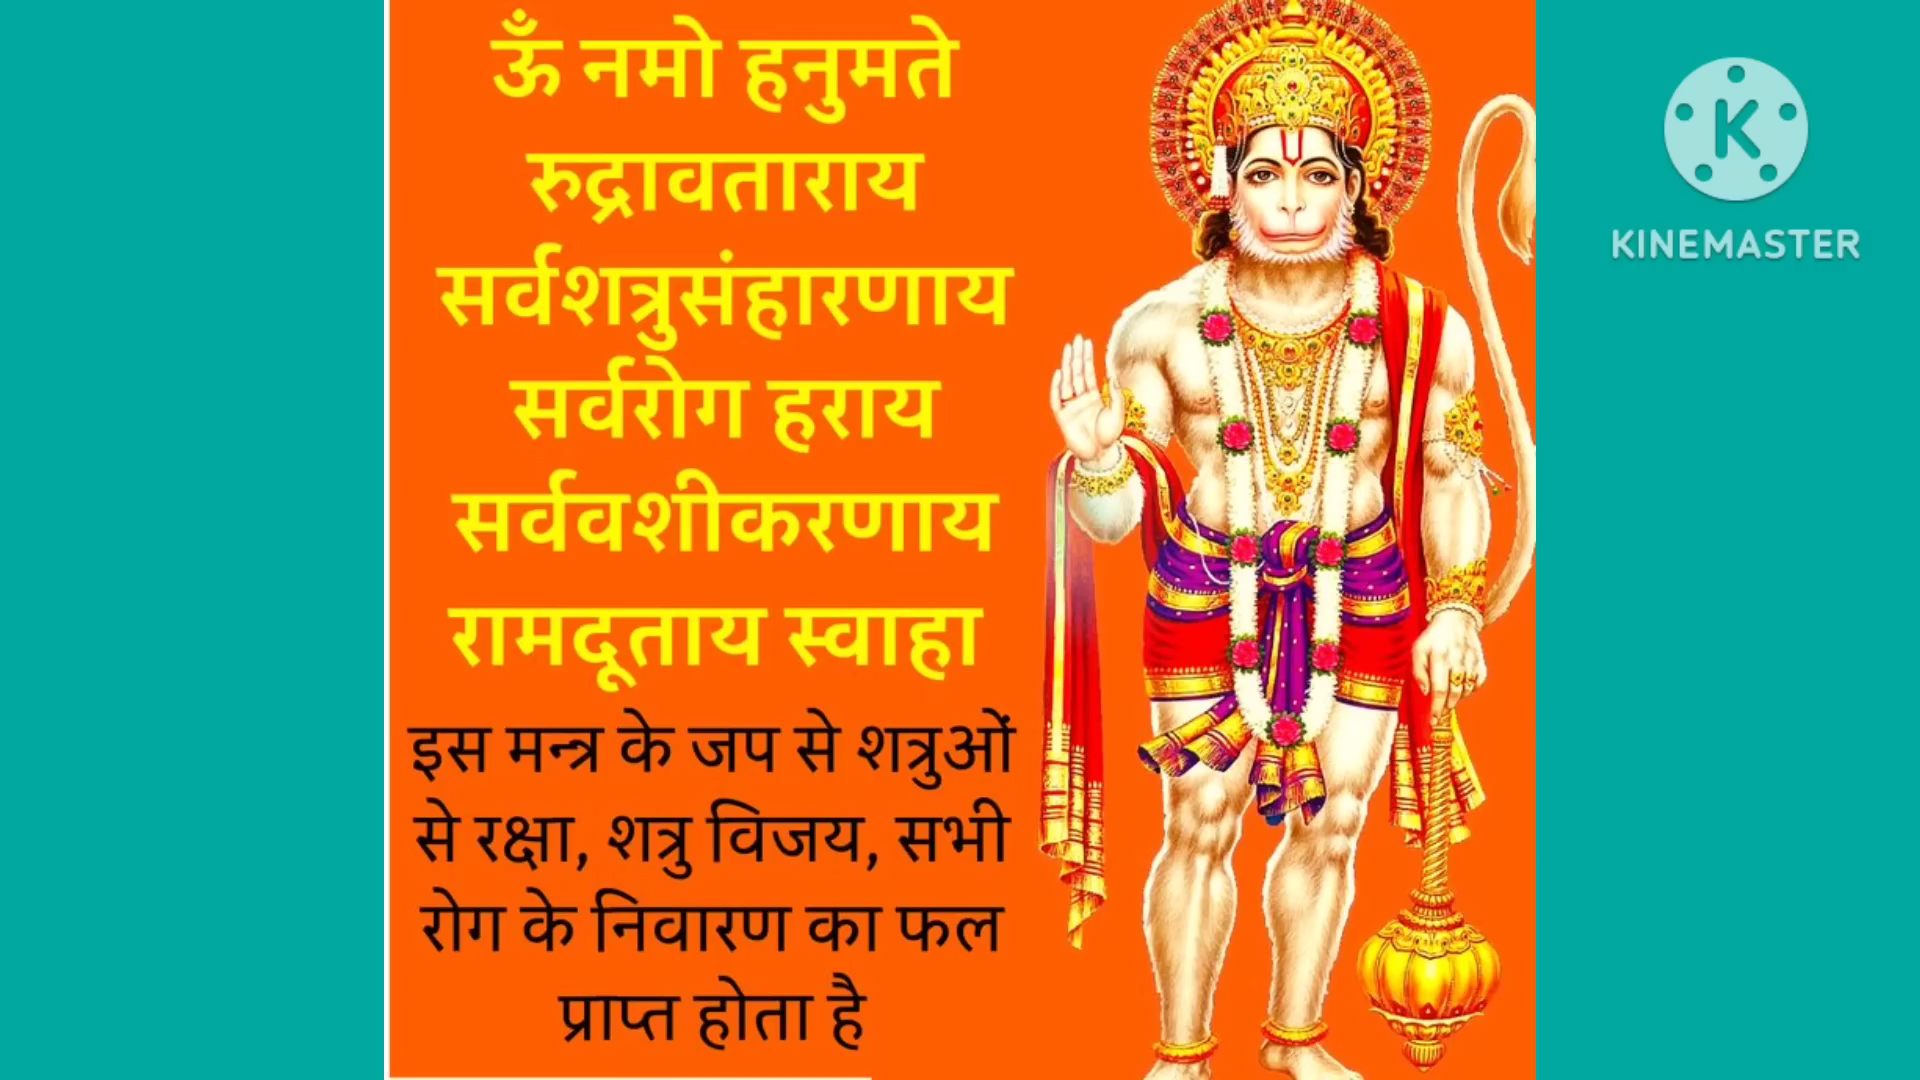 ऊँ नमो हनुमते
रुद्रावताराय
सर्वशत्रुसंहारणाय
सर्वरोग हराय
सर्ववशीकरणाय
रामदूताय स्वाहा
इस मन्त्र के जप से शत्रुओं
से रक्षा, शत्रु विजय, सभी
रोग के निवारण का फल
प्राप्त होता है
K
KINEMASTER